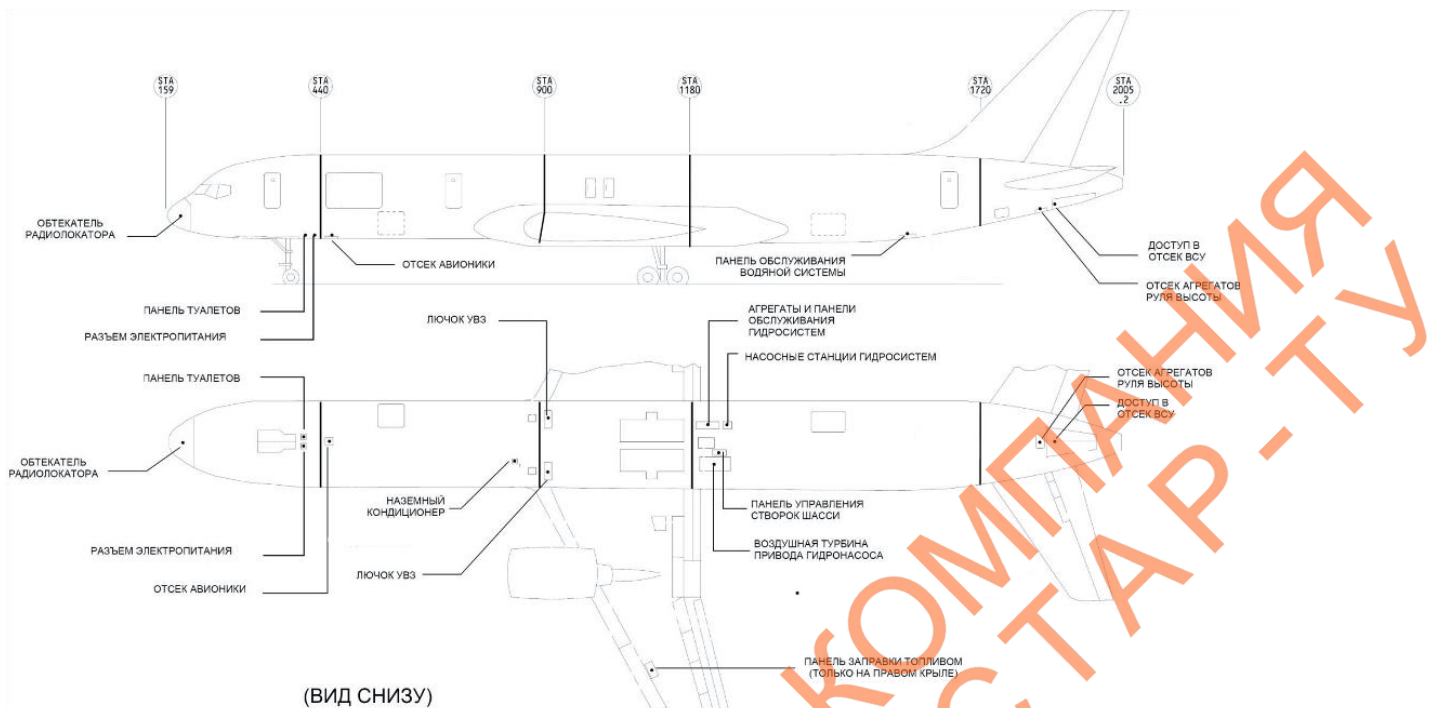 STA
159
STA
440
STA
900
STA
1180
STA
1720
STA
2005
.2
ОБТЕКАТЕЛЬ
РАДИОЛОКАТОРА
ОТСЕК АВИОНИКИ
ПАНЕЛЬ ОБСЛУЖИВАНИЯ
ВОДЯНОЙ СИСТЕМЫ
ДОСТУП В
ОТСЕК ВСУ
ОТСЕК АГРЕГАТОВ
РУЛЯ ВЫСОТЫ
ПАНЕЛЬ ТУАЛЕТОВ
РАЗЪЕМ ЭЛЕКТРОПИТАНИЯ
ЛЮЧОК УВЗ
АГРЕГАТЫ И ПАНЕЛИ
ОБСЛУЖИВАНИЯ
ГИДРОСИСТЕМ
НАСОСНЫЕ СТАНЦИИ ГИДРОСИСТЕМ
ПАНЕЛЬ ТУАЛЕТОВ
ОТСЕК АГРЕГАТОВ
РУЛЯ ВЫСОТЫ
ДОСТУП В
ОТСЕК ВСУ
ОБТЕКАТЕЛЬ
РАДИОЛОКАТОРА
НАЗЕМНЫЙ
КОНДИЦИОНЕР
ПАНЕЛЬ УПРАВЛЕНИЯ
СТВОРОК ШАССИ
РАЗЪЕМ ЭЛЕКТРОПИТАНИЯ
ВОЗДУШНАЯ ТУРБИНА
ПРИВОДА ГИДРОНАСОСА
ОТСЕК АВИОНИКИ
ЛЮЧОК УВЗ
ПАНЕЛЬ ЗАПРАВКИ ТОПЛИВОМ
(ТОЛЬКО НА ПРАВОМ КРЫЛЕ)
(ВИД СНИЗУ)
КОМПАНИЯ
СТАР-ТУ